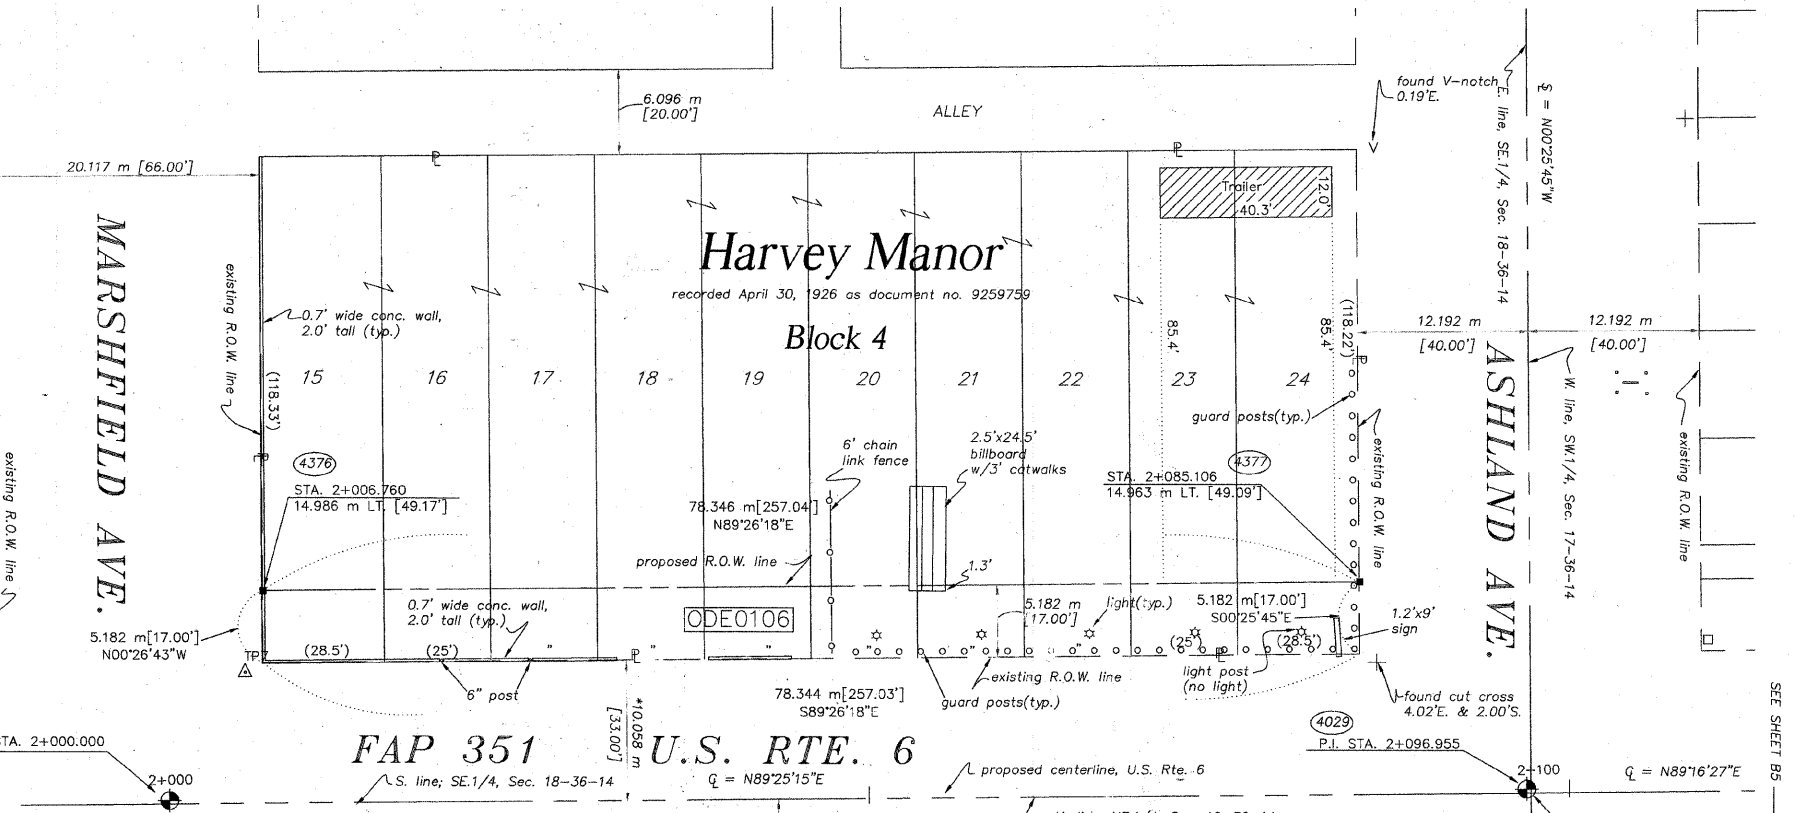 6.096 m
[20.00']
ALLEY
found V-notch
0.19'E.
20.117 m [66.00']
MARSHFIELD AVE.
existing R.O.W. line
existing R.O.W. line
0.7' wide conc. wall,
2.0' tall (typ.)
(118.33')
Harvey Manor
recorded April 30, 1926 as document no. 9259759
Block 4
Trailer
40.3'
12.0'
85.4'
85.4'
(118.22')
15
16
17
18
19
20
21
22
23
24
E. line, SE.1/4, Sec. 18-36-14
℄ = N00°25'45"W
12.192 m
[40.00']
12.192 m
[40.00']
ASHLAND AVE.
W. line, SW.1/4, Sec. 17-36-14
existing R.O.W. line
existing R.O.W. line
guard posts(typ.)
4376
STA. 2+006.760
14.986 m LT. [49.17']
6' chain
link fence
2.5'x24.5'
billboard
w/3' catwalks
4377
STA. 2+085.106
14.963 m LT. [49.09']
78.346 m[257.04']
N89°26'18"E
proposed R.O.W. line
1.3'
0.7' wide conc. wall,
2.0' tall (typ.)
0DE0106
5.182 m
[17.00']
light(typ.)
5.182 m[17.00']
S00°25'45"E
1.2'x9'
sign
5.182 m[17.00']
N00°26'43"W
TP
(28.5')
(25')
"
"
"
"
"
(25')
(28.5')
6" post
78.344 m[257.03']
S89°26'18"E
existing R.O.W. line
guard posts(typ.)
light post
(no light)
found cut cross
4.02'E. & 2.00'S.
*10.058 m
[33.00']
4029
P.I. STA. 2+096.955
STA. 2+000.000
2+000
FAP 351 U.S. RTE. 6
S. line; SE.1/4, Sec. 18-36-14
℄ = N89°25'15"E
proposed centerline, U.S. Rte. 6
2+100
℄ = N89°16'27"E
SEE SHEET B5